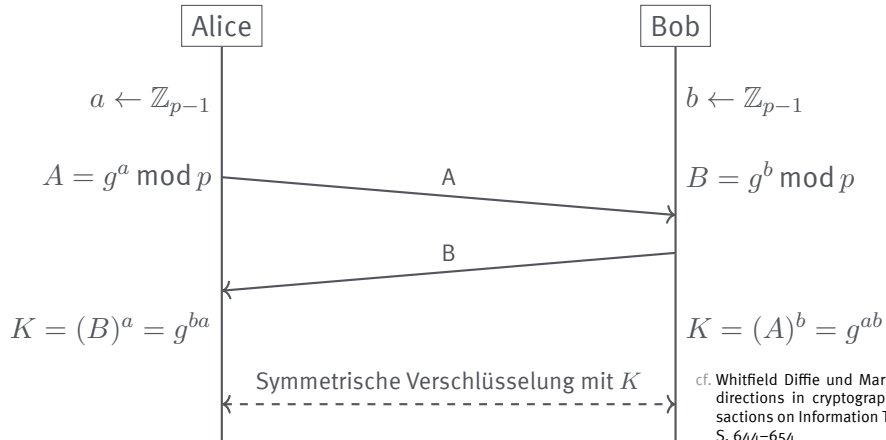 Alice Bob
a ← ℤ_{p−1} b ← ℤ_{p−1}
A = g^a mod p A B = g^b mod p
B
K = (B)^a = g^{ba} K = (A)^b = g^{ab}
Symmetrische Verschlüsselung mit K
cf. Whitfield Diffie und Mar
directions in cryptograp
sactions on Information T
S. 644–654